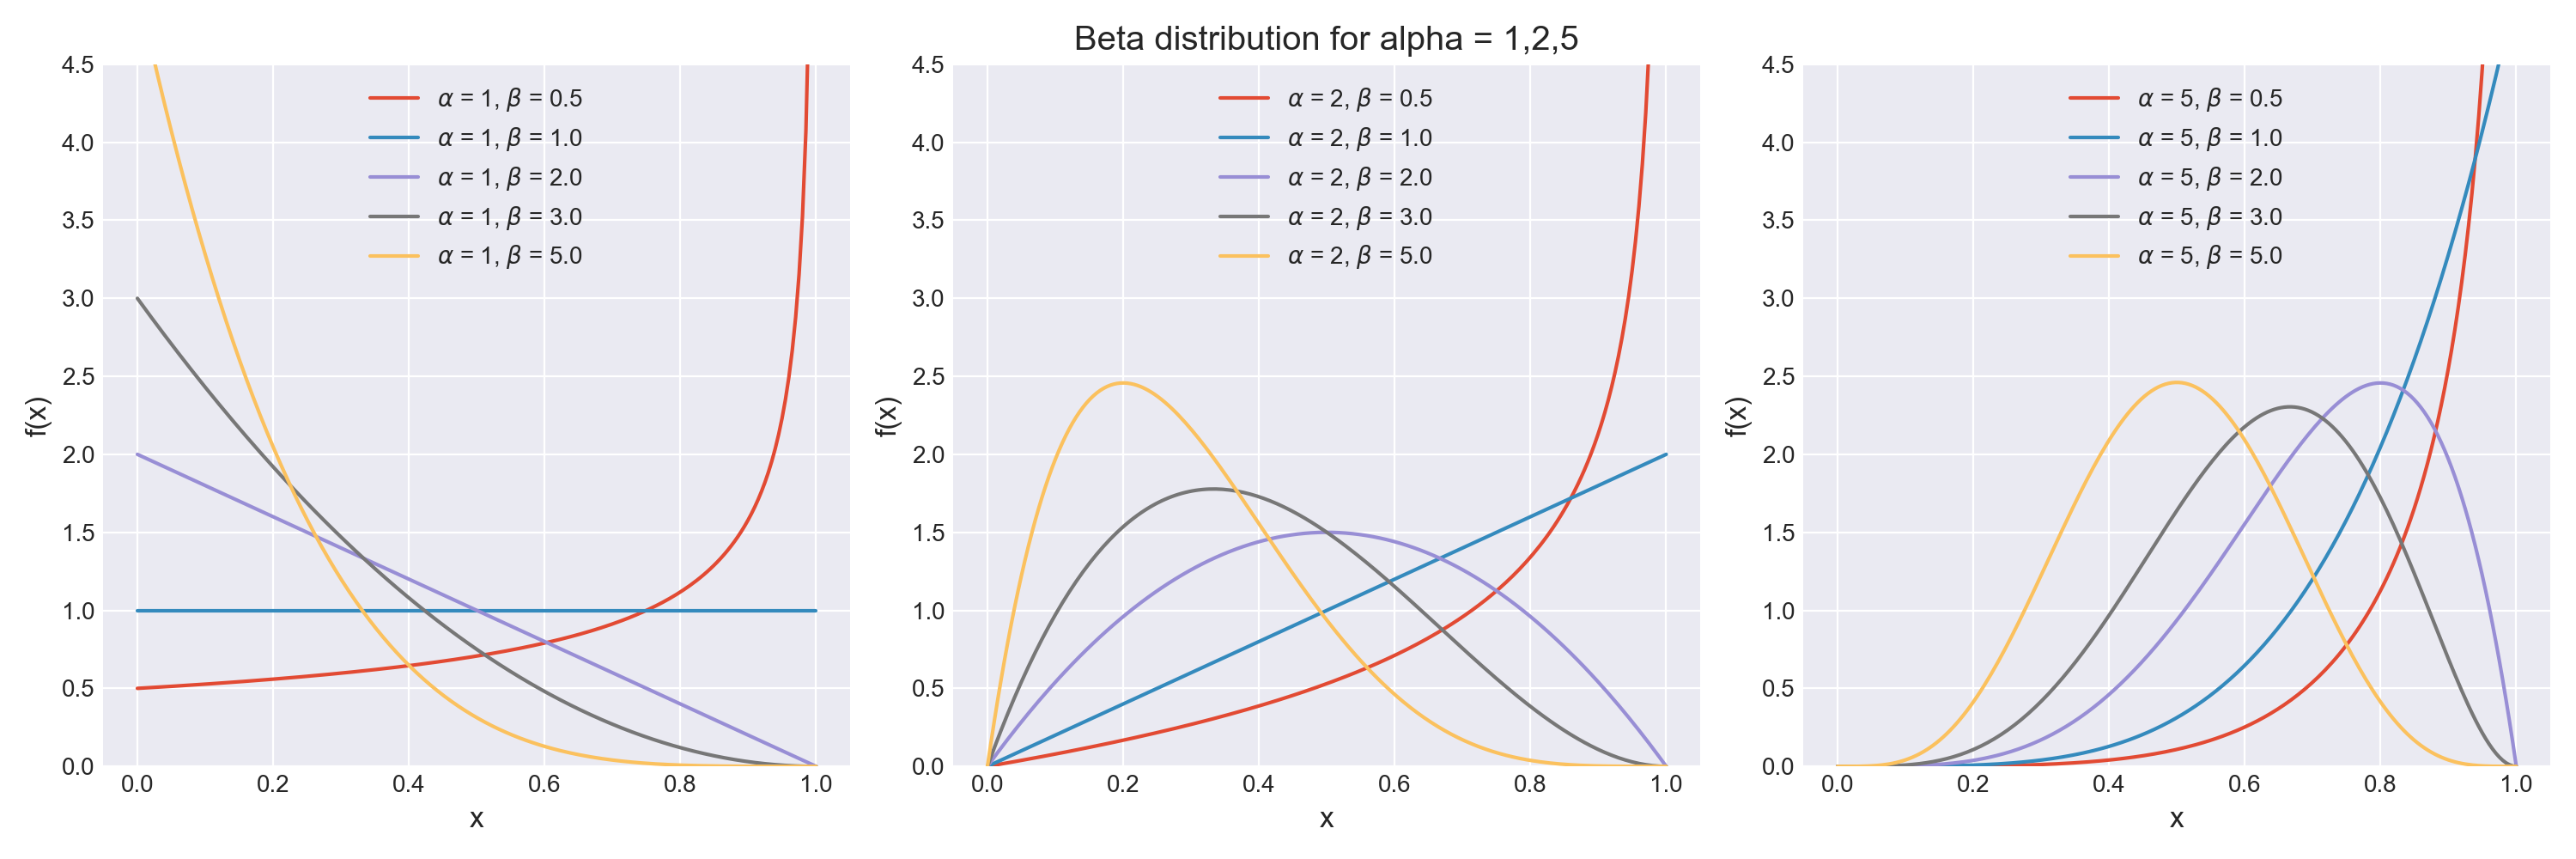 Beta distribution for alpha = 1,2,5
4.5
4.0
3.5
3.0
2.5
2.0
1.5
1.0
0.5
0.0
f(x)
α = 1, β = 0.5
α = 1, β = 1.0
α = 1, β = 2.0
α = 1, β = 3.0
α = 1, β = 5.0
0.0 0.2 0.4 0.6 0.8 1.0
x
4.5
4.0
3.5
3.0
2.5
2.0
1.5
1.0
0.5
0.0
f(x)
α = 2, β = 0.5
α = 2, β = 1.0
α = 2, β = 2.0
α = 2, β = 3.0
α = 2, β = 5.0
0.0 0.2 0.4 0.6 0.8 1.0
x
4.5
4.0
3.5
3.0
2.5
2.0
1.5
1.0
0.5
0.0
f(x)
α = 5, β = 0.5
α = 5, β = 1.0
α = 5, β = 2.0
α = 5, β = 3.0
α = 5, β = 5.0
0.0 0.2 0.4 0.6 0.8 1.0
x